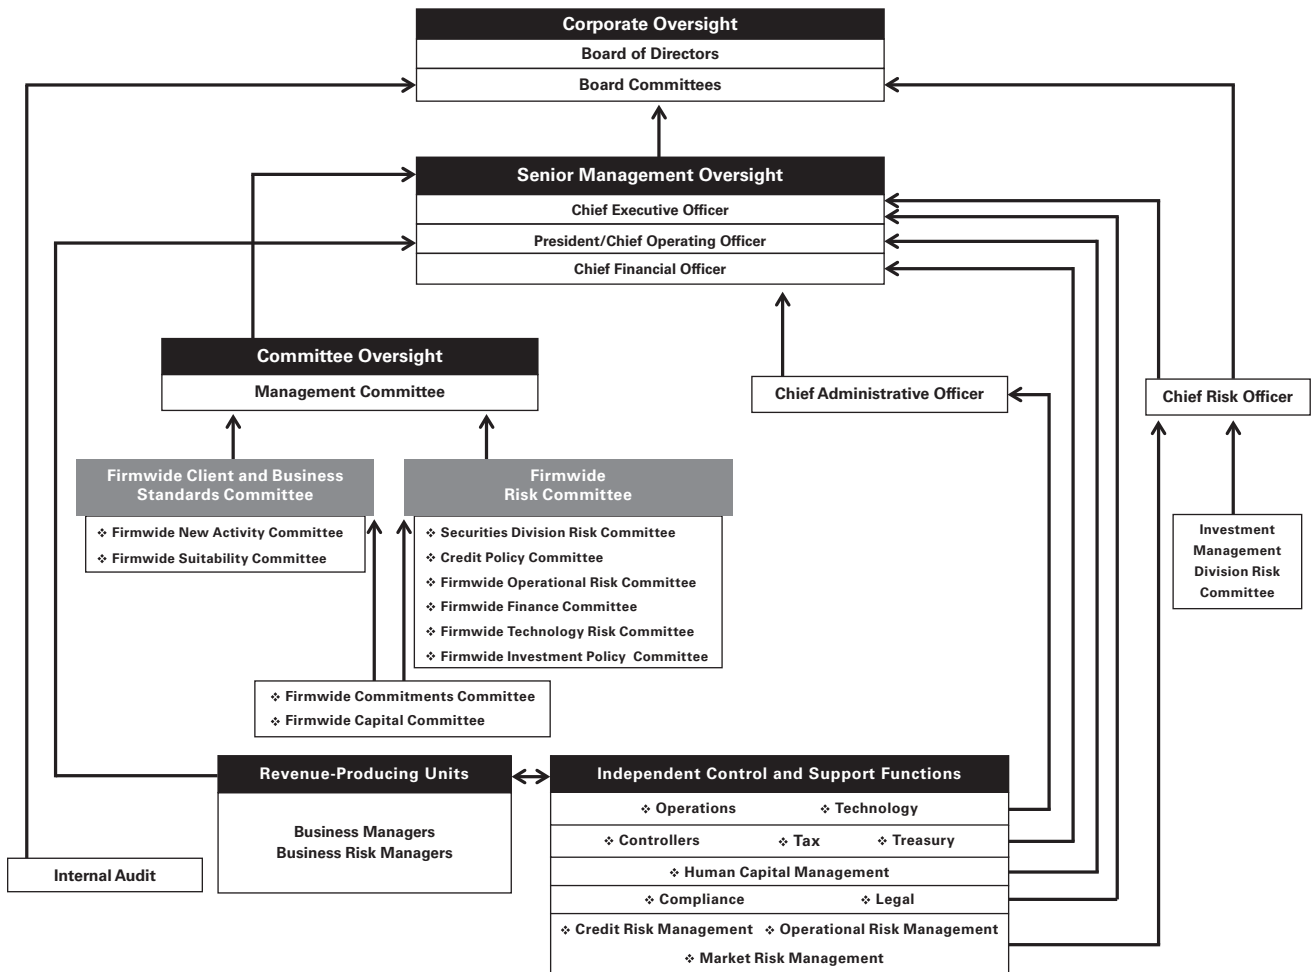 Corporate Oversight
Board of Directors
Board Committees
Senior Management Oversight
Chief Executive Officer
President/Chief Operating Officer
Chief Financial Officer
Committee Oversight
Management Committee
Chief Administrative Officer
Chief Risk Officer
Firmwide Client and Business
Standards Committee
❖ Firmwide New Activity Committee
❖ Firmwide Suitability Committee
Firmwide
Risk Committee
❖ Securities Division Risk Committee
❖ Credit Policy Committee
❖ Firmwide Operational Risk Committee
❖ Firmwide Finance Committee
❖ Firmwide Technology Risk Committee
❖ Firmwide Investment Policy Committee
Investment
Management
Division Risk
Committee
❖ Firmwide Commitments Committee
❖ Firmwide Capital Committee
Revenue-Producing Units
Business Managers
Business Risk Managers
Independent Control and Support Functions
❖ Operations ❖ Technology
❖ Controllers ❖ Tax ❖ Treasury
❖ Human Capital Management
❖ Compliance ❖ Legal
❖ Credit Risk Management ❖ Operational Risk Management
❖ Market Risk Management
Internal Audit